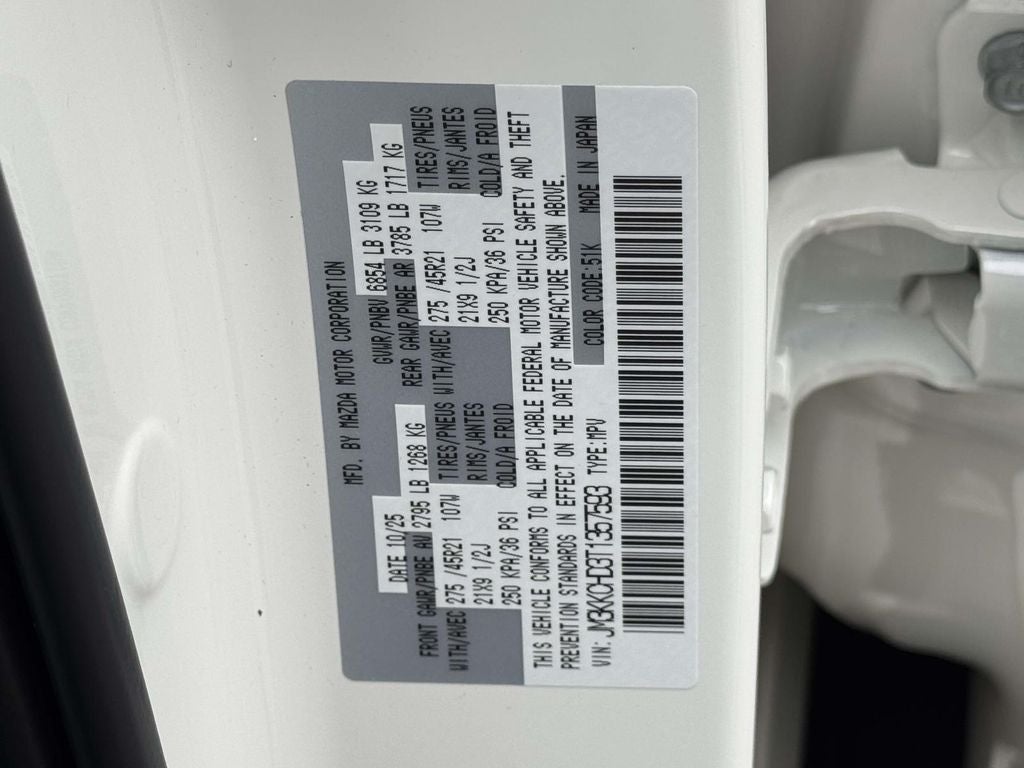 MFD. BY MAZDA MOTOR CORPORATION
DATE 10/25 GVWR/PNBV 6854 LB 3109 KG
FRONT GAWR/PNBE AV 2795 LB 1268 KG REAR GAWR/PNBE AR 3785 LB 1717 KG
WITH/AVEC 275 /45R21 107W TIRES/PNEUS WITH/AVEC 275 /45R21 107W TIRES/PNEUS
21X9 1/2J RIMS/JANTES 21X9 1/2J RIMS/JANTES
250 KPA/36 PSI COLD/A FROID 250 KPA/36 PSI COLD/A FROID
THIS VEHICLE CONFORMS TO ALL APPLICABLE FEDERAL MOTOR VEHICLE SAFETY AND THEFT
PREVENTION STANDARDS IN EFFECT ON THE DATE OF MANUFACTURE SHOWN ABOVE.
VIN: JM3KKCHD3T1357593 TYPE:MPV COLOR CODE:51K MADE IN JAPAN